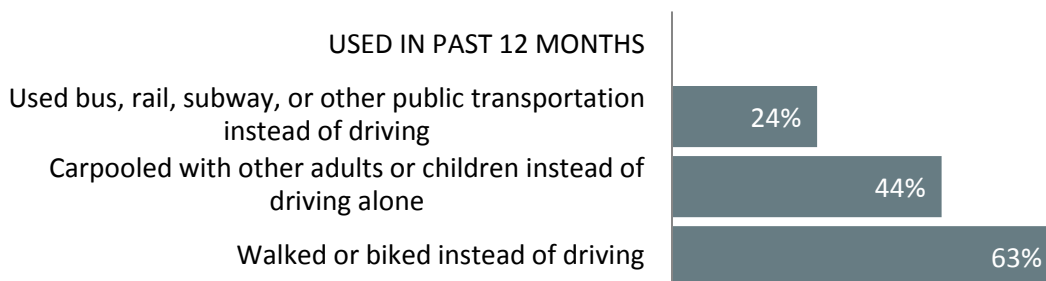 USED IN PAST 12 MONTHS
Used bus, rail, subway, or other public transportation
instead of driving
24%
Carpooled with other adults or children instead of
driving alone
44%
Walked or biked instead of driving
63%